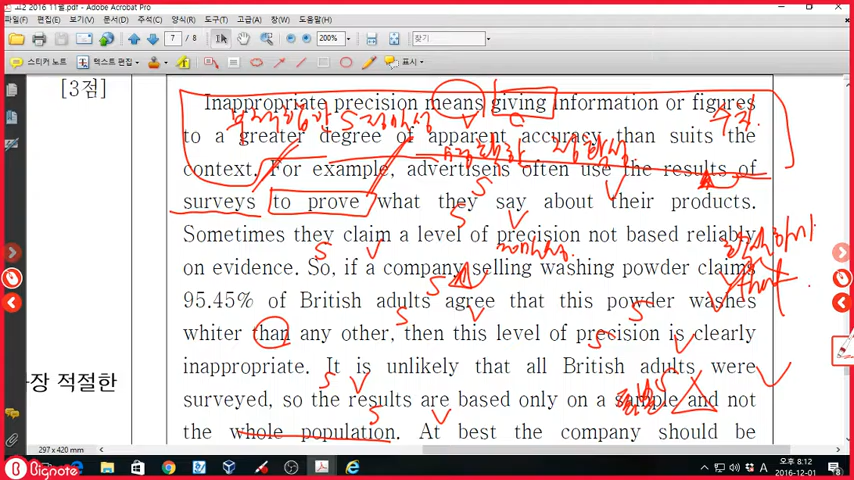 고2 2016 11월.pdf - Adobe Acrobat Pro
파일(F) 편집(E) 보기(V) 문서(D) 주석(C) 양식(R) 도구(T) 고급(A) 창(W) 도움말(H)
7 / 8 200% 찾기
스티커 노트 텍스트 편집 표시
[3점]
Inappropriate precision means giving information or figures
to a greater degree of apparent accuracy than suits the
context. For example, advertisers often use the results of
surveys to prove what they say about their products.
Sometimes they claim a level of precision not based reliably
on evidence. So, if a company selling washing powder claims
that
95.45% of British adults agree that this powder washes
whiter than any other, then this level of precision is clearly
inappropriate. It is unlikely that all British adults were
가장 적절한
surveyed, so the results are based only on a sample and not
the whole population. At best the company should be
297 x 420 mm
Bignote
A 오후 8:12
2016-12-01